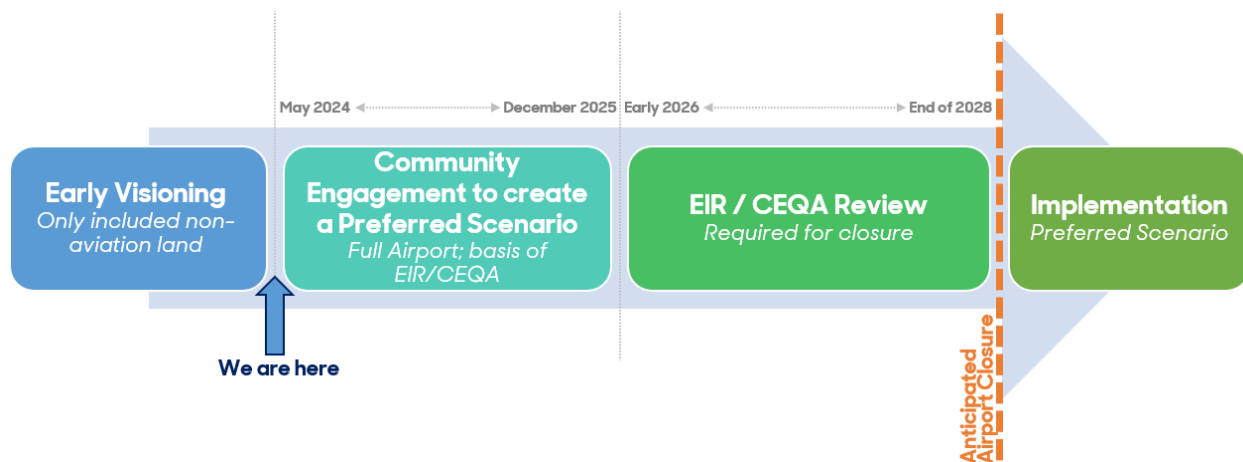 May 2024
December 2025
Early 2026
End of 2028
Early Visioning
Only included non-
aviation land
Community
Engagement to create
a Preferred Scenario
Full Airport; basis of
EIR/CEQA
EIR / CEQA Review
Required for closure
Implementation
Preferred Scenario
We are here
Anticipated
Airport Closure